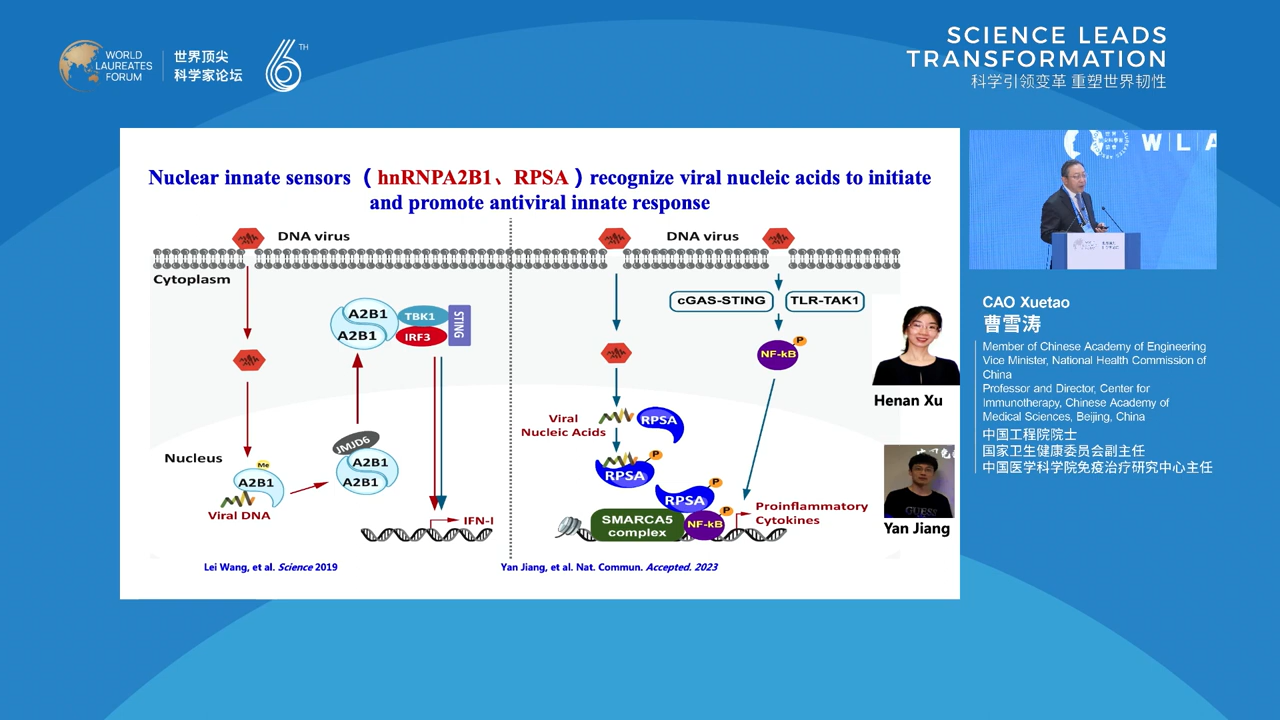 WORLD
LAUREATES
FORUM
世界顶尖
科学家论坛
6TH
SCIENCE LEADS
TRANSFORMATION
科学引领变革 重塑世界韧性
Nuclear innate sensors （hnRNPA2B1、RPSA）recognize viral nucleic acids to initiate
and promote antiviral innate response
DNA virus
Cytoplasm
A2B1
A2B1
TBK1
IRF3
STING
Nucleus
Me
A2B1
Viral DNA
JMJD6
A2B1
A2B1
IFN-I
Lei Wang, et al. Science 2019
DNA virus
cGAS-STING
TLR-TAK1
P
NF-kB
Viral
Nucleic Acids
RPSA
P
RPSA
P
RPSA
SMARCA5
complex
P
NF-kB
Proinflammatory
Cytokines
Yan Jiang, et al. Nat. Commun. Accepted. 2023
Henan Xu
GUESS
Yan Jiang
W L A
CAO Xuetao
曹雪涛
Member of Chinese Academy of Engineering
Vice Minister, National Health Commission of
China
Professor and Director, Center for
Immunotherapy, Chinese Academy of
Medical Sciences, Beijing, China
中国工程院院士
国家卫生健康委员会副主任
中国医学科学院免疫治疗研究中心主任